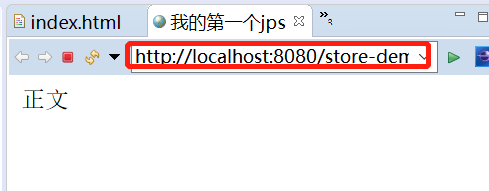 index.html 我的第一个jps »3
http://localhost:8080/store-dem
正文